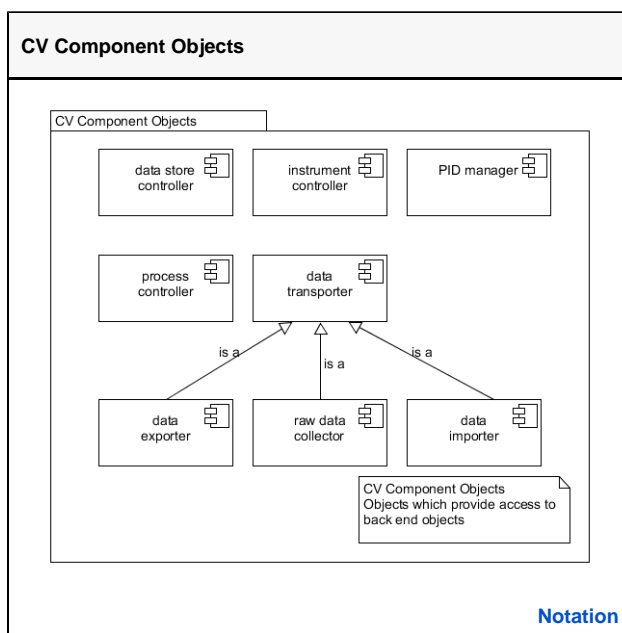 CV Component Objects
CV Component Objects
data store
controller
instrument
controller
PID manager
process
controller
data
transporter
is a
is a
is a
data
exporter
raw data
collector
data
importer
CV Component Objects
Objects which provide access to
back end objects
Notation